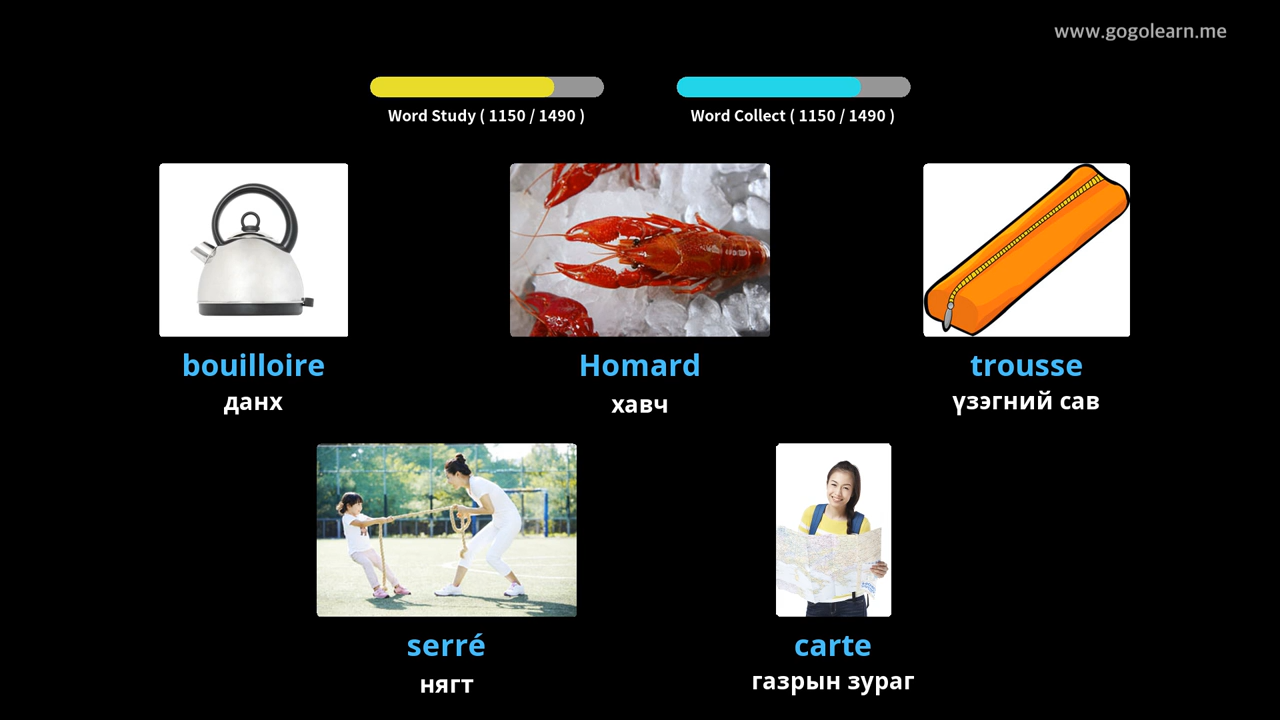 www.gogolearn.me
Word Study ( 1150 / 1490 )
Word Collect ( 1150 / 1490 )
bouilloire
данх
Homard
хавч
trousse
үзэгний сав
serré
нягт
carte
газрын зураг